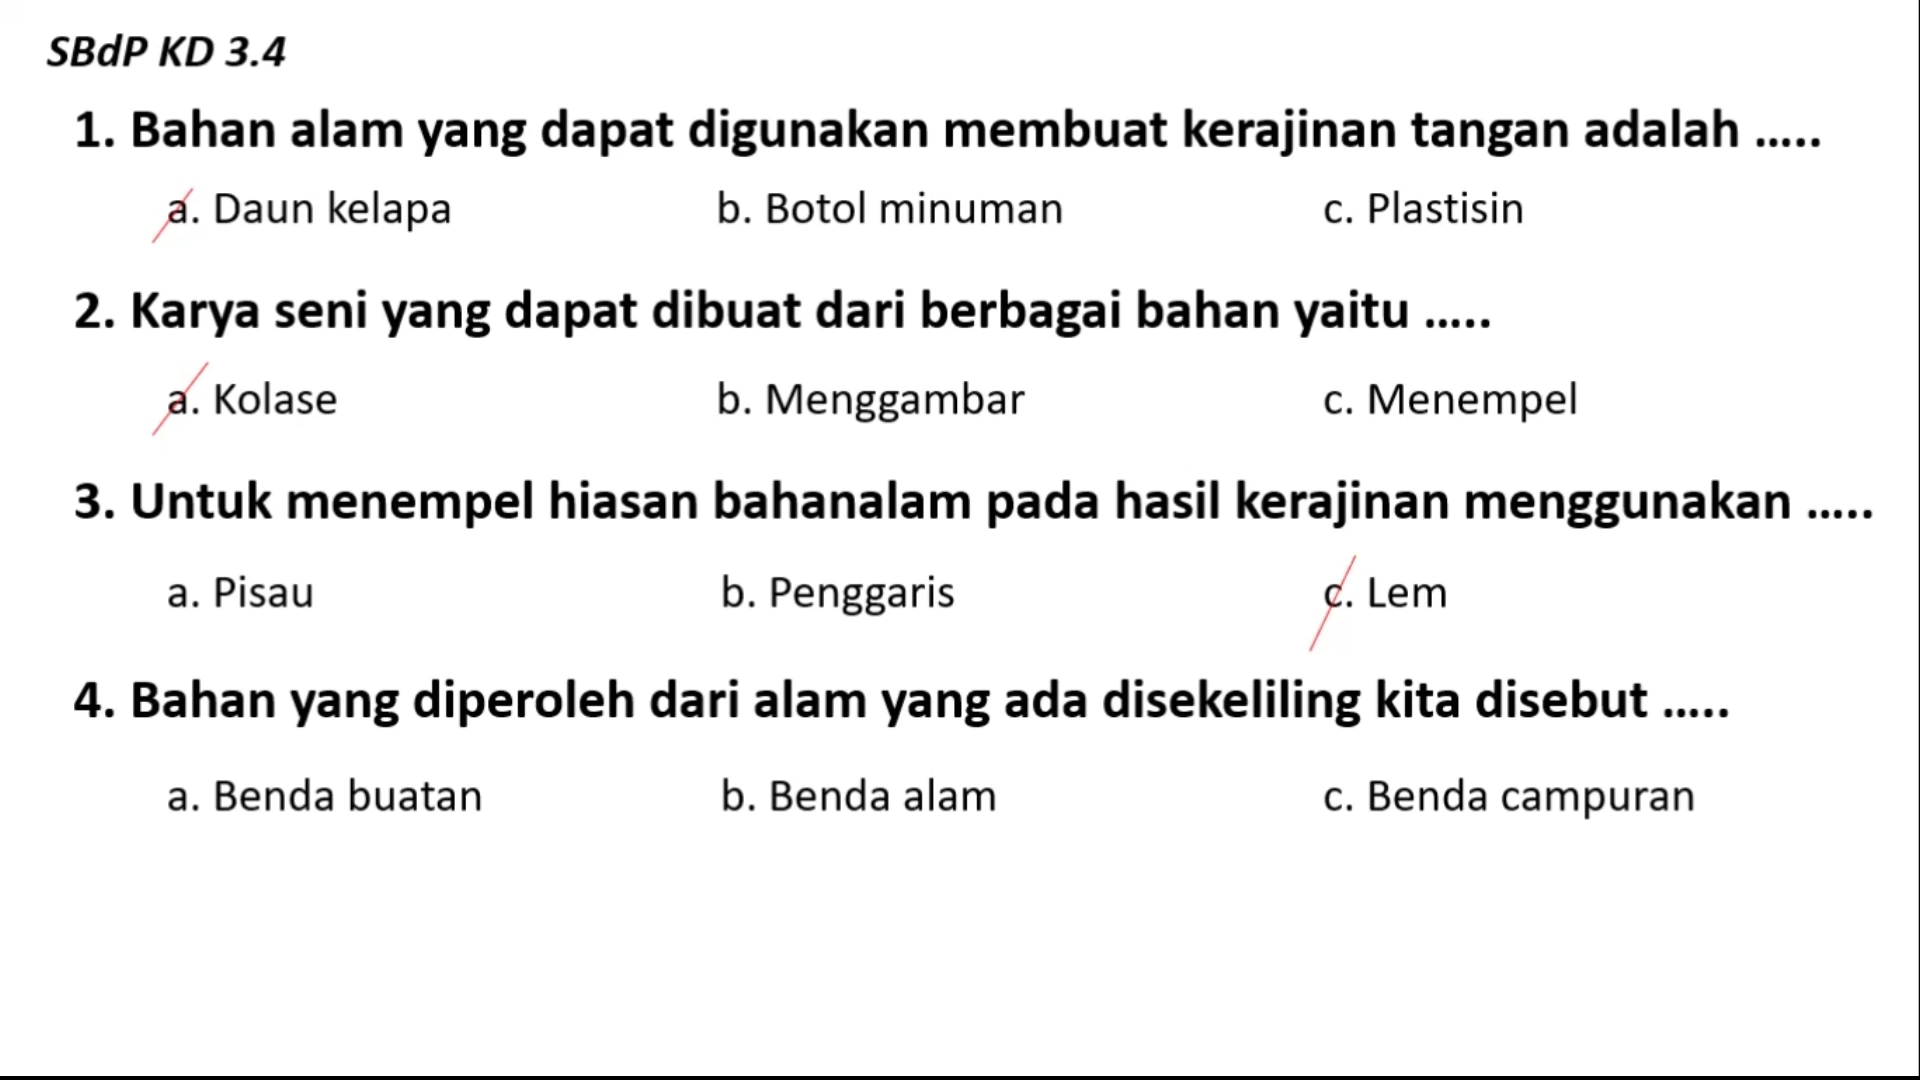 SBdP KD 3.4
1. Bahan alam yang dapat digunakan membuat kerajinan tangan adalah .....
a. Daun kelapa b. Botol minuman c. Plastisin
2. Karya seni yang dapat dibuat dari berbagai bahan yaitu .....
a. Kolase b. Menggambar c. Menempel
3. Untuk menempel hiasan bahanalam pada hasil kerajinan menggunakan .....
a. Pisau b. Penggaris c. Lem
4. Bahan yang diperoleh dari alam yang ada disekeliling kita disebut .....
a. Benda buatan b. Benda alam c. Benda campuran